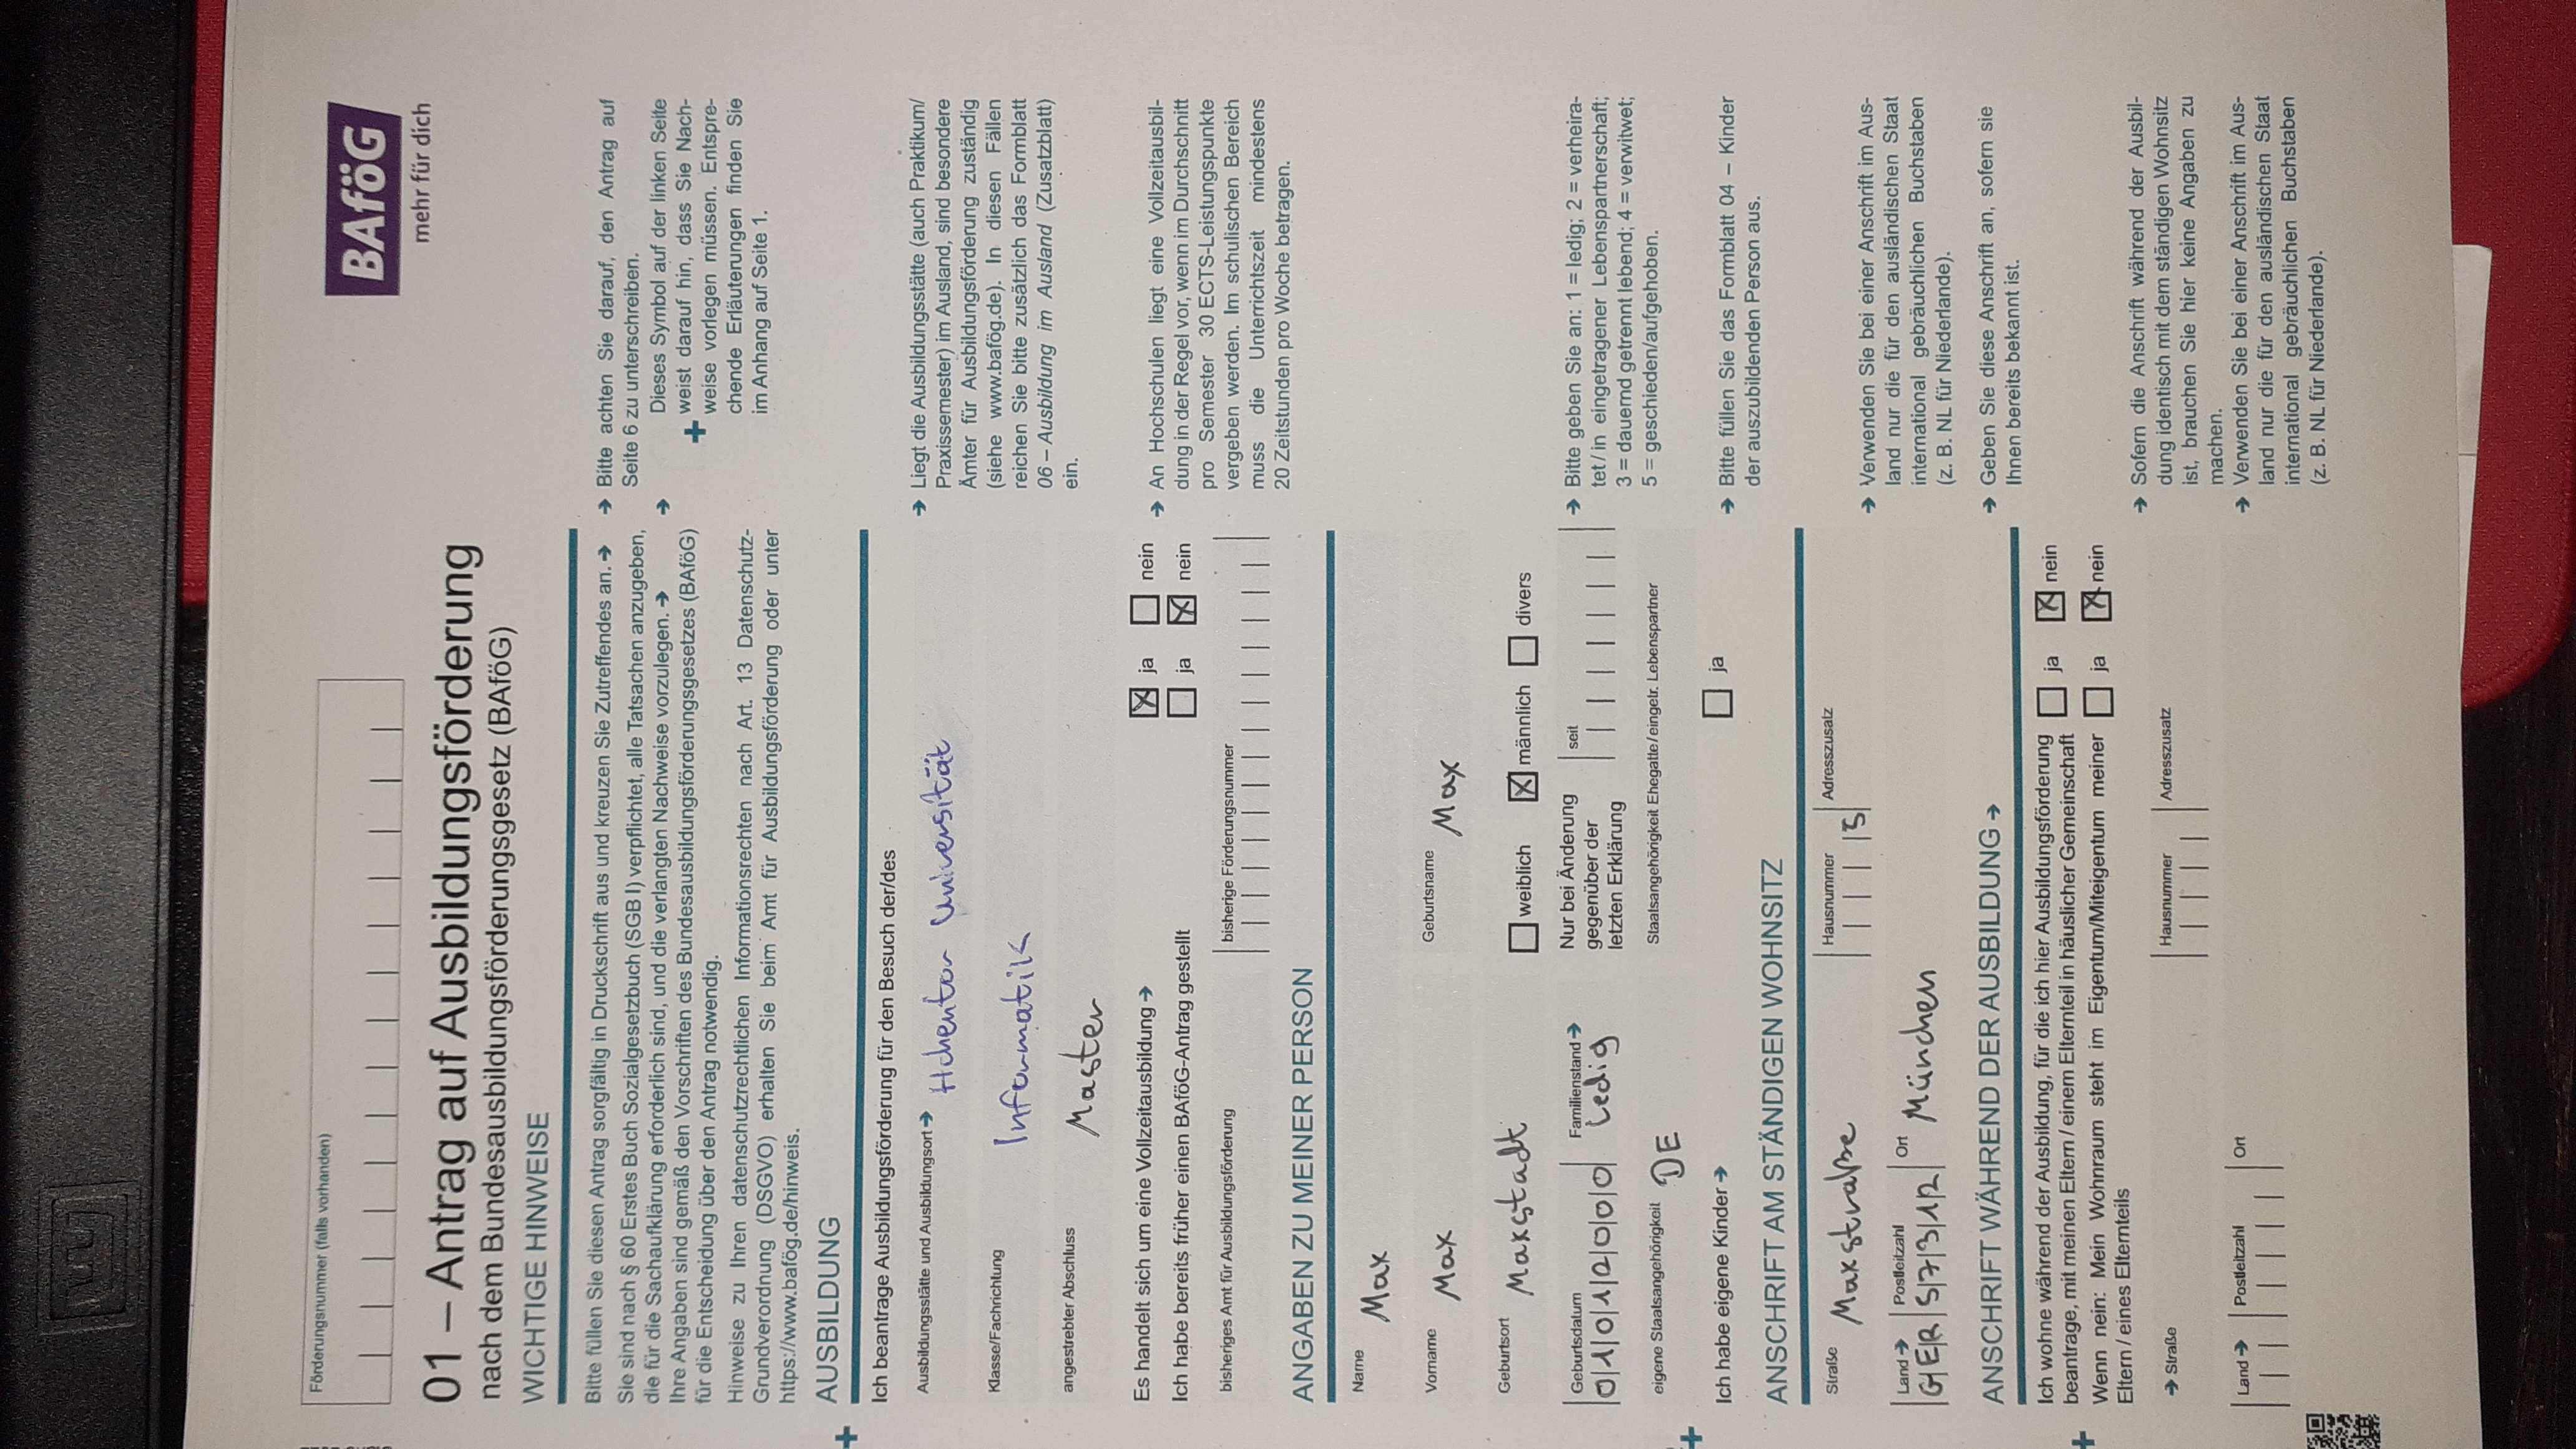 Förderungsnummer (falls vorhanden)
BAföG
mehr für dich
01 – Antrag auf Ausbildungsförderung
nach dem Bundesausbildungsförderungsgesetz (BAföG)
WICHTIGE HINWEISE
Bitte füllen Sie diesen Antrag sorgfältig in Druckschrift aus und kreuzen Sie Zutreffendes an. →
Sie sind nach § 60 Erstes Buch Sozialgesetzbuch (SGB I) verpflichtet, alle Tatsachen anzugeben,
die für die Sachaufklärung erforderlich sind, und die verlangten Nachweise vorzulegen. →
Ihre Angaben sind gemäß den Vorschriften des Bundesausbildungsförderungsgesetzes (BAföG)
für die Entscheidung über den Antrag notwendig.
Hinweise zu Ihren datenschutzrechtlichen Informationsrechten nach Art. 13 Datenschutz-
Grundverordnung (DSGVO) erhalten Sie beim Amt für Ausbildungsförderung oder unter
https://www.bafög.de/hinweis.
→ Bitte achten Sie darauf, den Antrag auf
Seite 6 zu unterschreiben.
→ Dieses Symbol auf der linken Seite
+ weist darauf hin, dass Sie Nach-
weise vorlegen müssen. Entspre-
chende Erläuterungen finden Sie
im Anhang auf Seite 1.
+ AUSBILDUNG
Ich beantrage Ausbildungsförderung für den Besuch der/des
Ausbildungsstätte und Ausbildungsort → Universität
Klasse/Fachrichtung Informatik
angestrebter Abschluss Master
→ Liegt die Ausbildungsstätte (auch Praktikum/
Praxissemester) im Ausland, sind besondere
Ämter für Ausbildungsförderung zuständig
(siehe www.bafög.de). In diesen Fällen
reichen Sie bitte zusätzlich das Formblatt
06 – Ausbildung im Ausland (Zusatzblatt)
ein.
Es handelt sich um eine Vollzeitausbildung → ja nein
Ich habe bereits früher einen BAföG-Antrag gestellt ja nein
bisheriges Amt für Ausbildungsförderung bisherige Förderungsnummer
→ An Hochschulen liegt eine Vollzeitausbil-
dung in der Regel vor, wenn im Durchschnitt
pro Semester 30 ECTS-Leistungspunkte
vergeben werden. Im schulischen Bereich
muss die Unterrichtszeit mindestens
20 Zeitstunden pro Woche betragen.
ANGABEN ZU MEINER PERSON
Name Max
Vorname Max Geburtsname Max
Geburtsort Maxstadt weiblich männlich divers
Geburtsdatum Familienstand → Nur bei Änderung seit
01012000 Ledig gegenüber der
letzten Erklärung
→ Bitte geben Sie an: 1 = ledig; 2 = verheira-
tet / in eingetragener Lebenspartnerschaft;
3 = dauernd getrennt lebend; 4 = verwitwet;
5 = geschieden/aufgehoben.
eigene Staatsangehörigkeit DE Staatsangehörigkeit Ehegatte / eingetr. Lebenspartner
+
Ich habe eigene Kinder → ja
→ Bitte füllen Sie das Formblatt 04 – Kinder
der auszubildenden Person aus.
ANSCHRIFT AM STÄNDIGEN WOHNSITZ
Straße Maxstraße Hausnummer 5 Adresszusatz
Land → Postleitzahl Ort
GER 57312 München
→ Verwenden Sie bei einer Anschrift im Aus-
land nur die für den ausländischen Staat
international gebräuchlichen Buchstaben
(z. B. NL für Niederlande).
ANSCHRIFT WÄHREND DER AUSBILDUNG →
→ Geben Sie diese Anschrift an, sofern sie
Ihnen bereits bekannt ist.
Ich wohne während der Ausbildung, für die ich hier Ausbildungsförderung
beantrage, mit meinen Eltern / einem Elternteil in häuslicher Gemeinschaft ja nein
+
Wenn nein: Mein Wohnraum steht im Eigentum/Miteigentum meiner ja nein
Eltern / eines Elternteils
→ Straße Hausnummer Adresszusatz
Land → Postleitzahl Ort
→ Sofern die Anschrift während der Ausbil-
dung identisch mit dem ständigen Wohnsitz
ist, brauchen Sie hier keine Angaben zu
machen.
→ Verwenden Sie bei einer Anschrift im Aus-
land nur die für den ausländischen Staat
international gebräuchlichen Buchstaben
(z. B. NL für Niederlande).